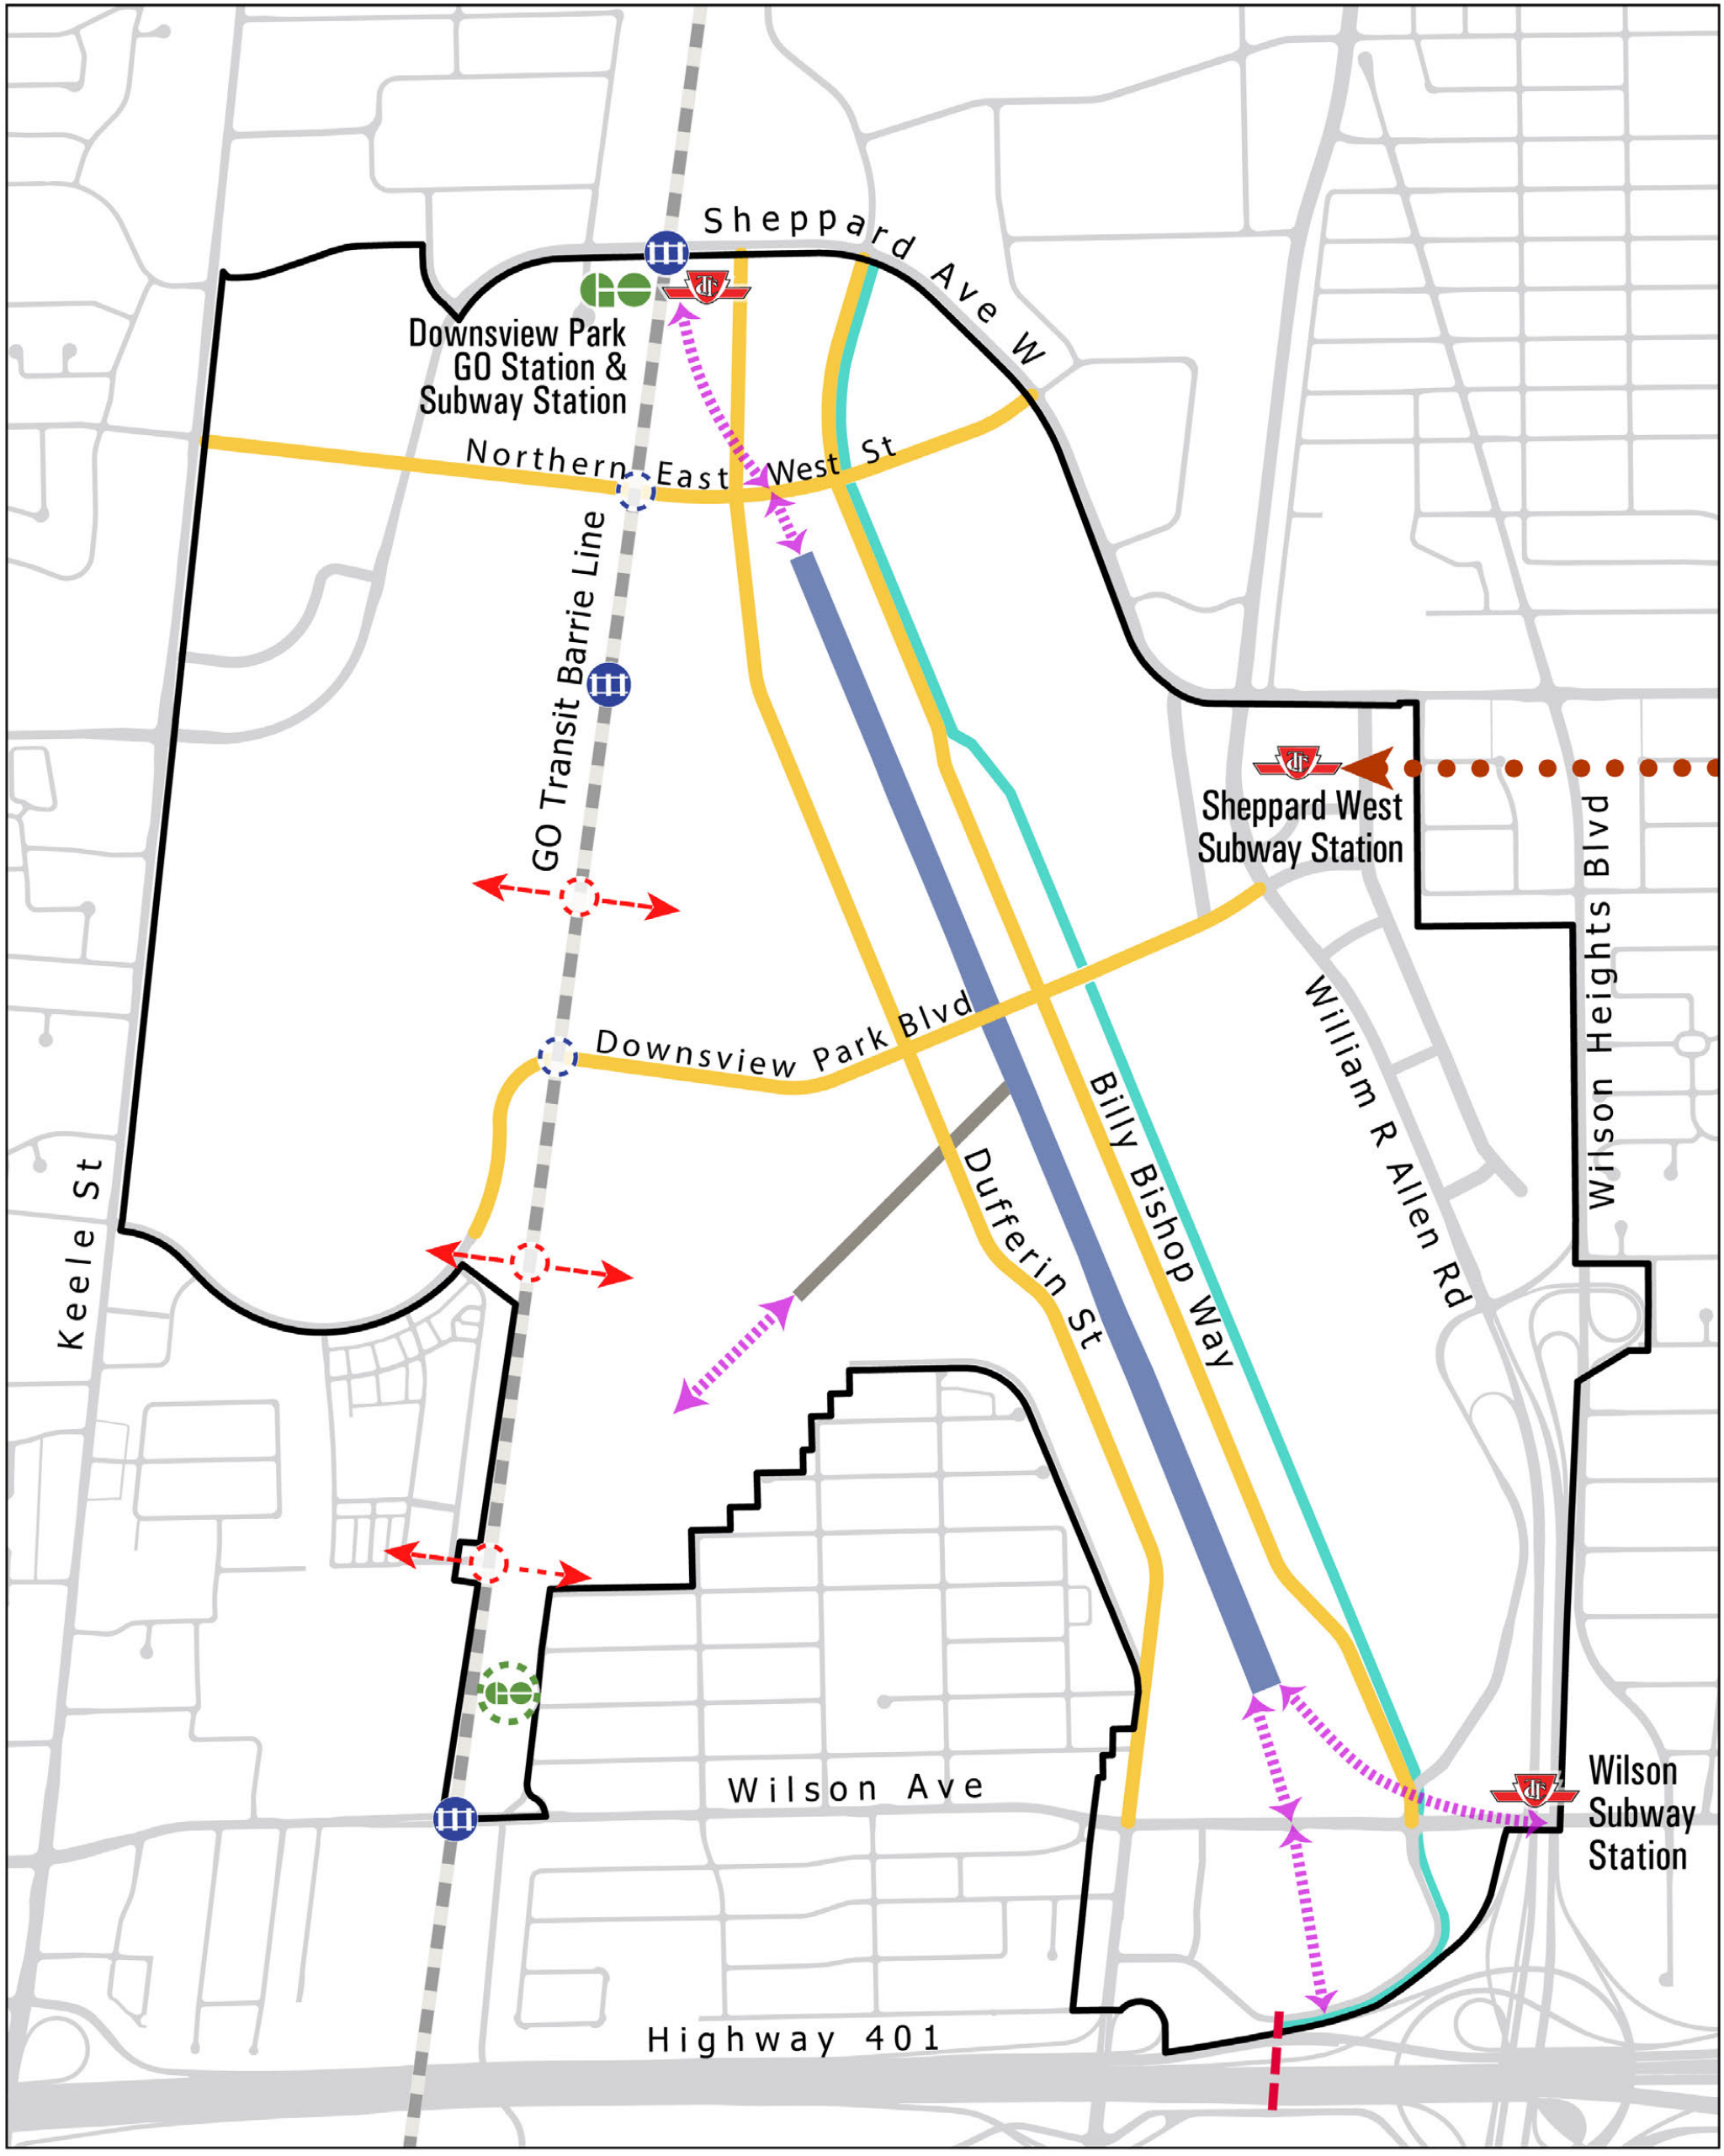 Sheppard Ave W
Downsview Park
GO Station &
Subway Station
Northern East West St
GO Transit Barrie Line
Sheppard West
Subway Station
Wilson Heights Blvd
William R Allen Rd
Downsview Park Blvd
Billy Bishop Way
Dufferin St
Keele St
Wilson Ave
Wilson
Subway
Station
Highway 401